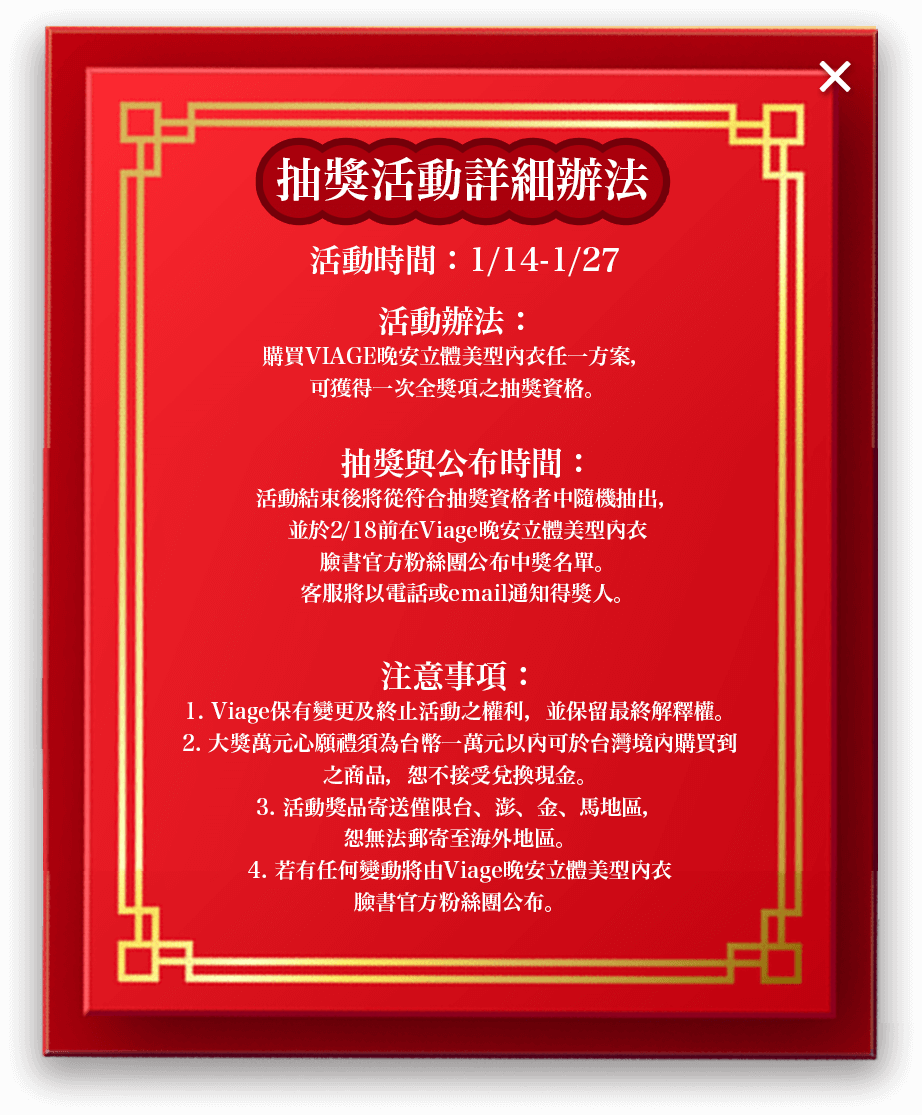 抽獎活動詳細辦法
活動時間：1/14-1/27
活動辦法：
購買VIAGE晚安立體美型內衣任一方案，
可獲得一次全獎項之抽獎資格。
抽獎與公布時間：
活動結束後將從符合抽獎資格者中隨機抽出，
並於2/18前在Viage晚安立體美型內衣
臉書官方粉絲團公布中獎名單。
客服將以電話或email通知得獎人。
注意事項：
1. Viage保有變更及終止活動之權利，並保留最終解釋權。
2. 大獎萬元心願禮須為台幣一萬元以內可於台灣境內購買到
之商品，恕不接受兌換現金。
3. 活動獎品寄送僅限台、澎、金、馬地區，
恕無法郵寄至海外地區。
4. 若有任何變動將由Viage晚安立體美型內衣
臉書官方粉絲團公布。